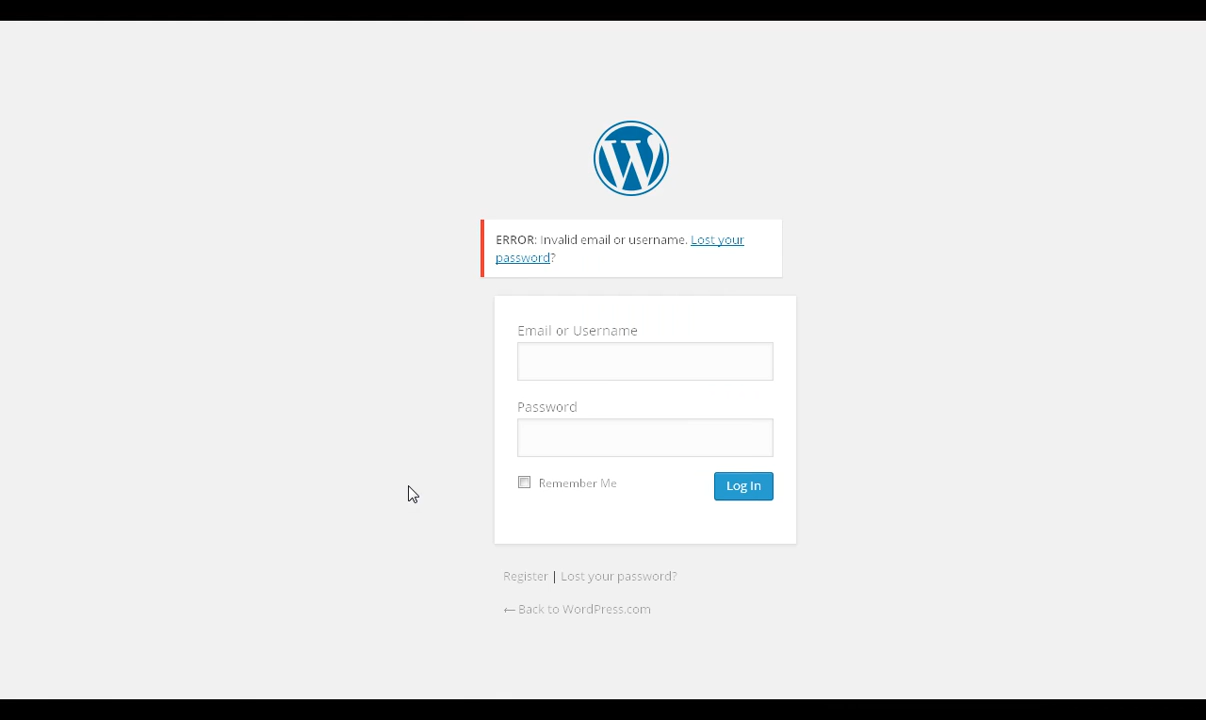 W
ERROR: Invalid email or username. Lost your
password?
Email or Username
Password
Remember Me
Log In
Register | Lost your password?
← Back to WordPress.com